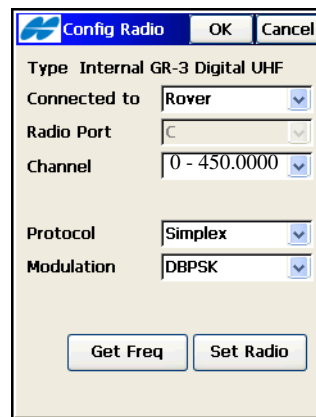 Config Radio OK Cancel
Type Internal GR-3 Digital UHF
Connected to Rover
Radio Port C
Channel 0 - 450.0000
Protocol Simplex
Modulation DBPSK
Get Freq Set Radio